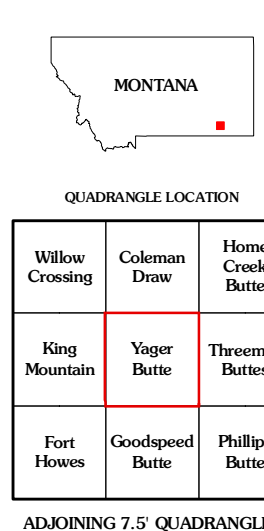 MONTANA
QUADRANGLE LOCATION
Willow
Crossing
Coleman
Draw
Home
Creek
Butte
King
Mountain
Yager
Butte
Buttes
Fort
Howes
Goodspeed
Butte
Butte
ADJOINING 7.5'